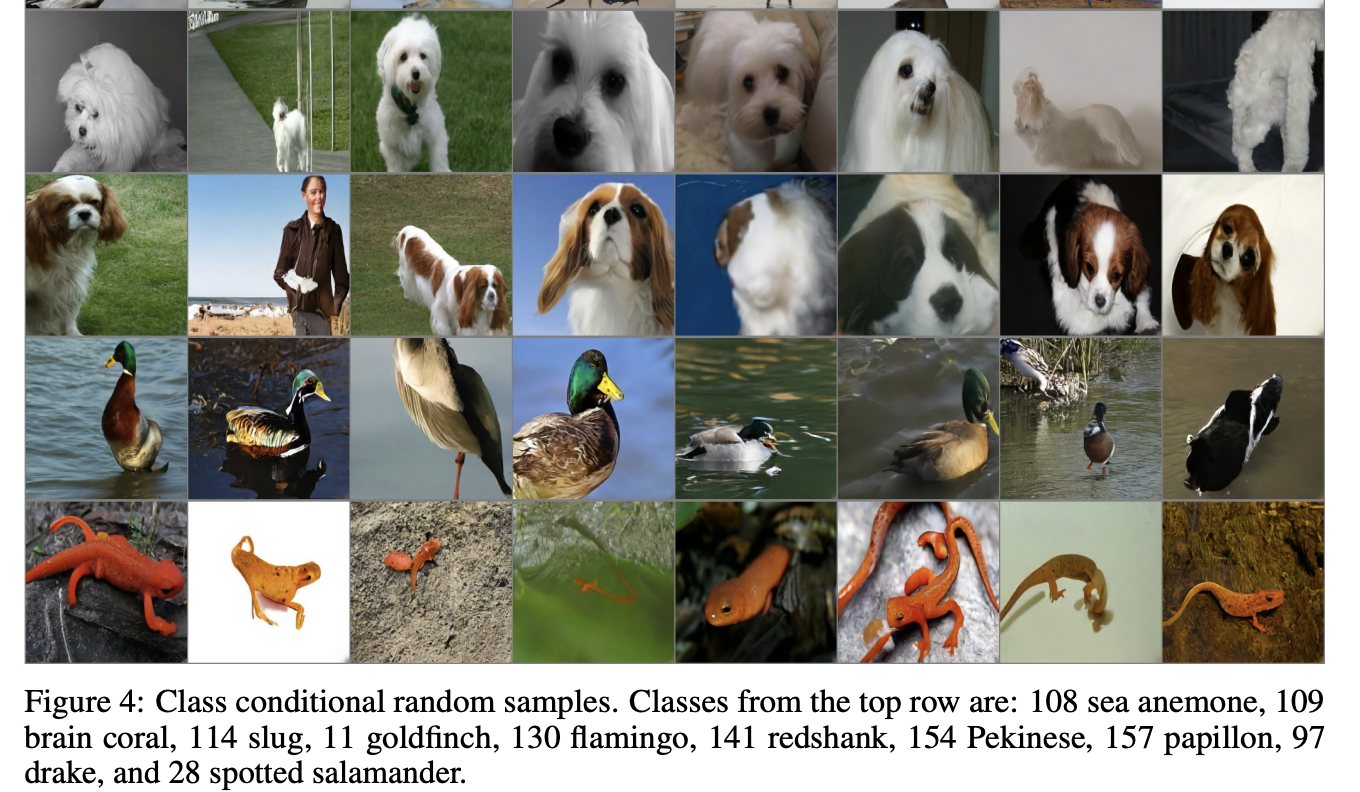 Figure 4: Class conditional random samples. Classes from the top row are: 108 sea anemone, 109
brain coral, 114 slug, 11 goldfinch, 130 flamingo, 141 redshank, 154 Pekinese, 157 papillon, 97
drake, and 28 spotted salamander.